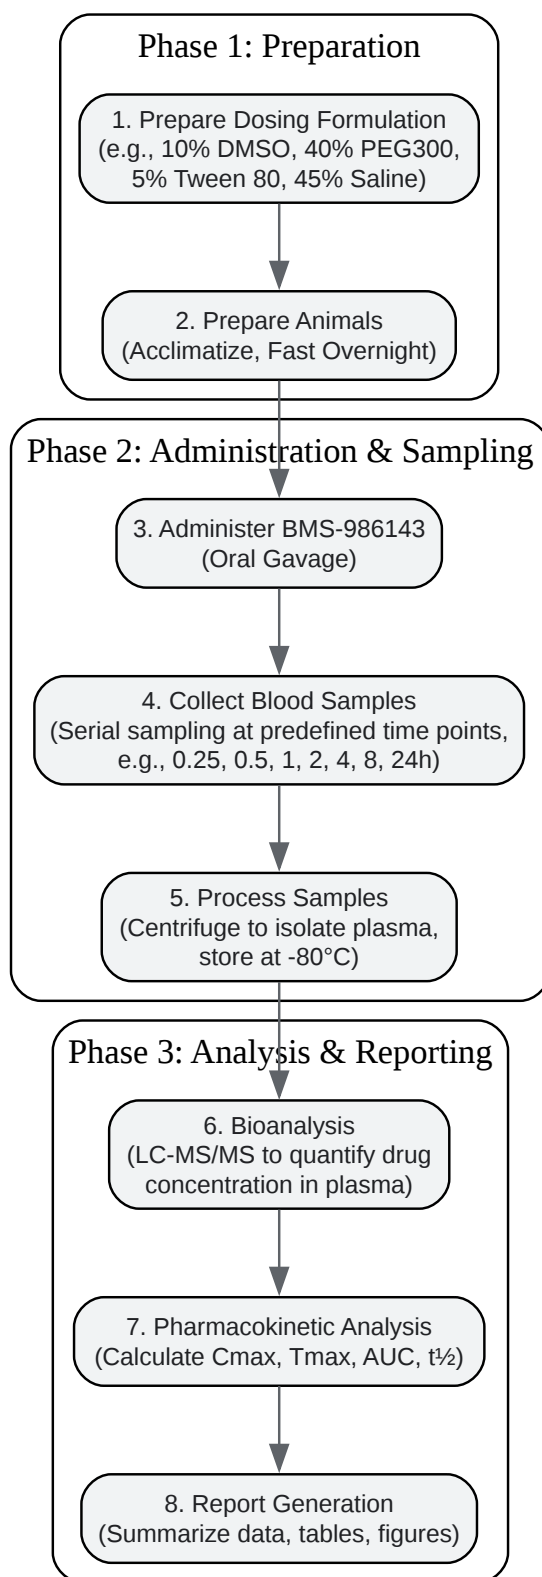 Phase 1: Preparation
1. Prepare Dosing Formulation
(e.g., 10% DMSO, 40% PEG300,
5% Tween 80, 45% Saline)
2. Prepare Animals
(Acclimatize, Fast Overnight)
Phase 2: Administration & Sampling
3. Administer BMS-986143
(Oral Gavage)
4. Collect Blood Samples
(Serial sampling at predefined time points,
e.g., 0.25, 0.5, 1, 2, 4, 8, 24h)
5. Process Samples
(Centrifuge to isolate plasma,
store at -80°C)
Phase 3: Analysis & Reporting
6. Bioanalysis
(LC-MS/MS to quantify drug
concentration in plasma)
7. Pharmacokinetic Analysis
(Calculate Cmax, Tmax, AUC, t½)
8. Report Generation
(Summarize data, tables, figures)